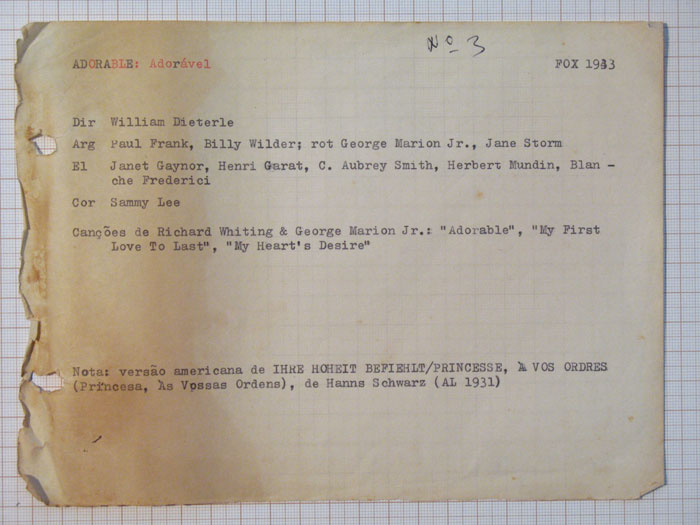 Nº 3
ADORABLE: Adorável FOX 1933
Dir William Dieterle
Arg Paul Frank, Billy Wilder; rot George Marion Jr., Jane Storm
El Janet Gaynor, Henri Garat, C. Aubrey Smith, Herbert Mundin, Blan -
che Frederici
Cor Sammy Lee
Canções de Richard Whiting & George Marion Jr.: "Adorable", "My First
Love To Last", "My Heart's Desire"
Nota: versão americana de IHRE HOHEIT BEFIEHLT/PRINCESSE, À VOS ORDRES
(Princesa, Às Vossas Ordens), de Hanns Schwarz (AL 1931)